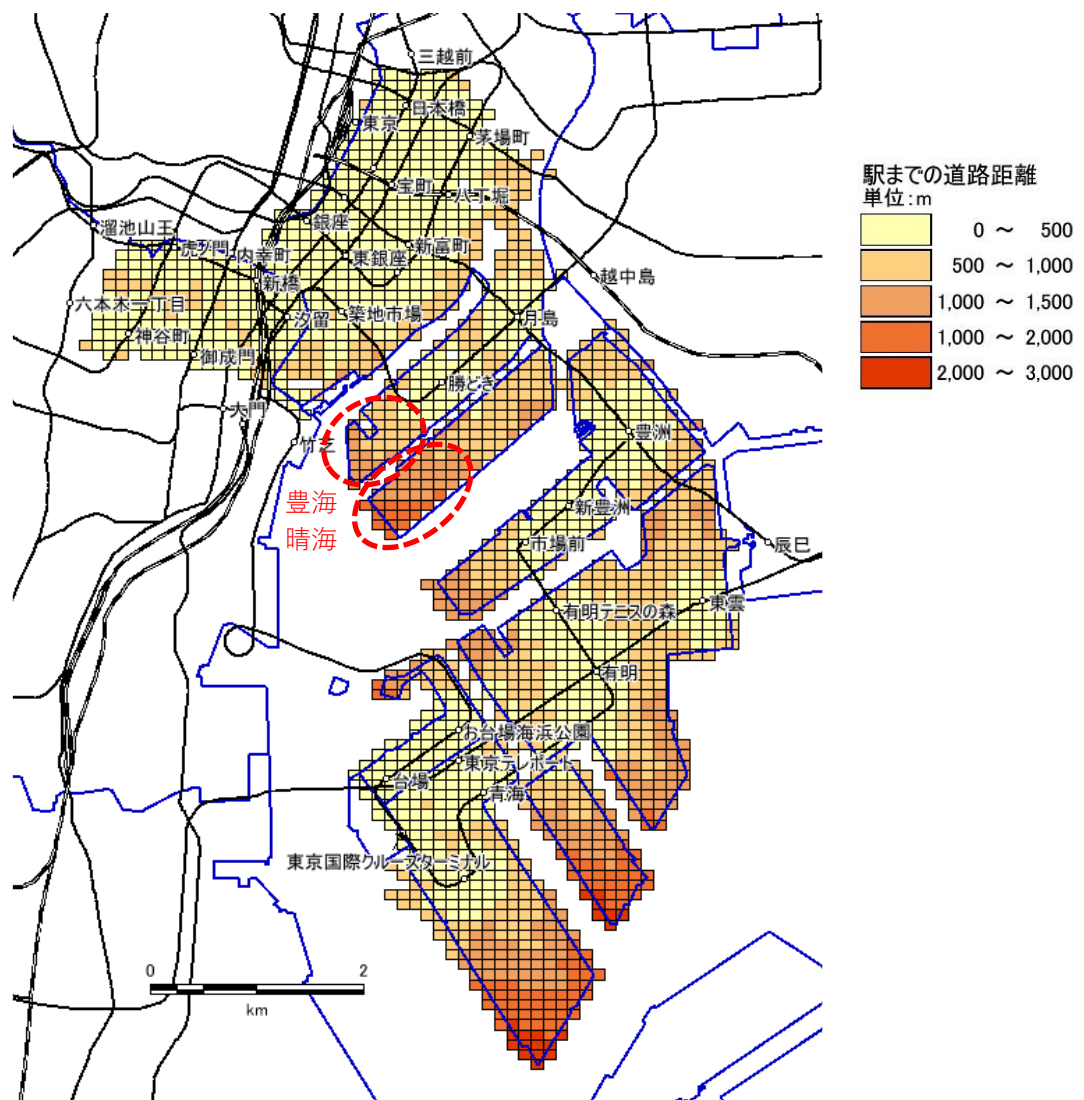 三越前
日本橋
東京
茅場町
宝町
八丁堀
溜池山王
虎ノ門
内幸町
銀座
東銀座
新富町
新橋
越中島
六本木一丁目
神谷町
御成門
汐留
築地市場
月島
勝どき
大門
竹芝
豊洲
豊海
晴海
新豊洲
市場前
辰巳
有明テニスの森
東雲
有明
お台場海浜公園
東京テレポート
台場
青海
東京国際クルーズターミナル
0 2
km
駅までの道路距離
単位:m
0 ~ 500
500 ~ 1,000
1,000 ~ 1,500
1,000 ~ 2,000
2,000 ~ 3,000